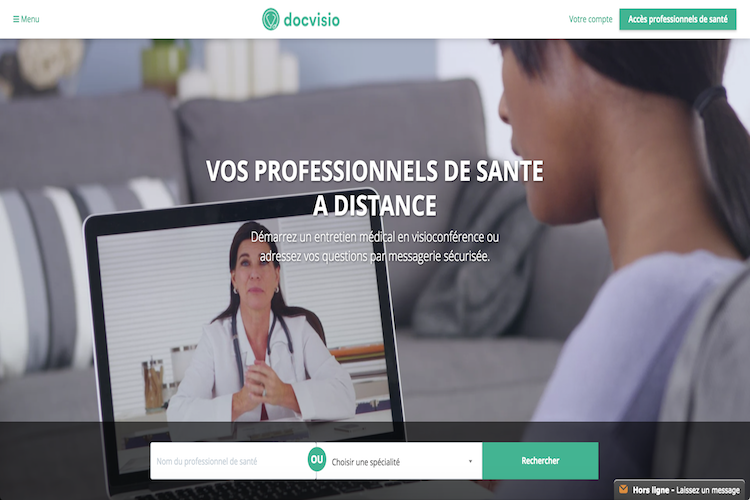 ☰ Menu
docvisio
Votre compte
Accès professionnels de santé
VOS PROFESSIONNELS DE SANTE
A DISTANCE
Démarrez un entretien médical en visioconférence ou
adressez vos questions par messagerie sécurisée.
Nom du professionnel de santé
OU
Choisir une spécialité
Rechercher
Hors ligne - Laissez un message